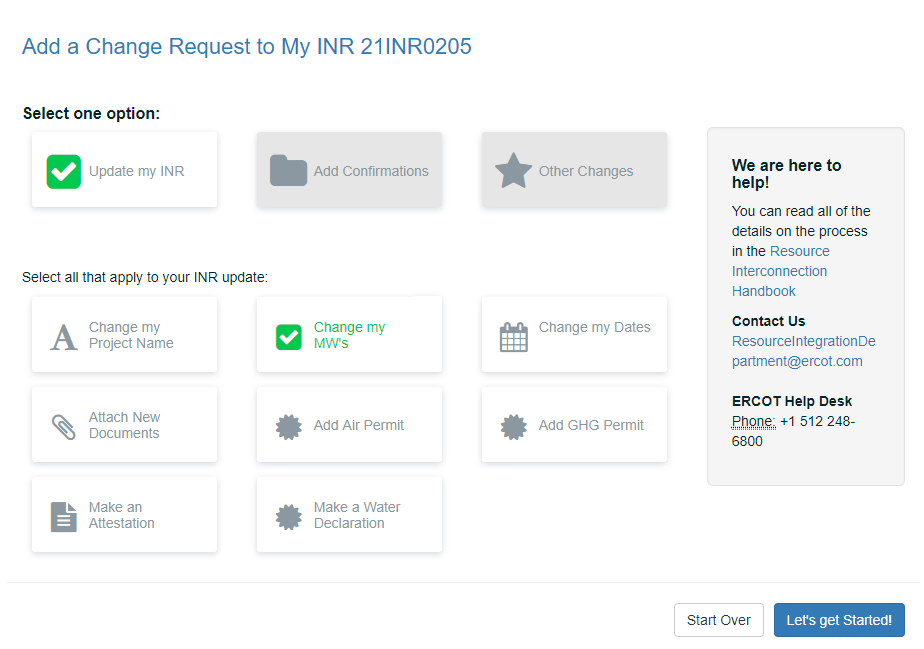 Add a Change Request to My INR 21INR0205
Select one option:
Update my INR
Add Confirmations
Other Changes
Select all that apply to your INR update:
Change my
Project Name
Change my
MW's
Change my Dates
Attach New
Documents
Add Air Permit
Add GHG Permit
Make an
Attestation
Make a Water
Declaration
We are here to
help!
You can read all of the
details on the process
in the Resource
Interconnection
Handbook
Contact Us
ResourceIntegrationDe
partment@ercot.com
ERCOT Help Desk
Phone: +1 512 248-
6800
Start Over
Let's get Started!